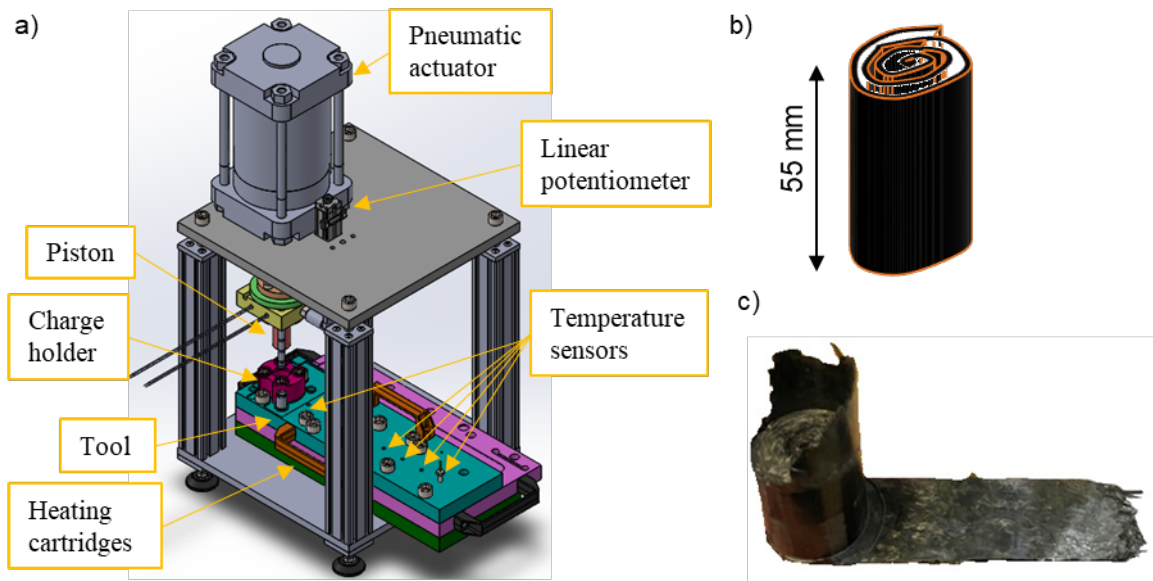 a)
Pneumatic
actuator
Linear
potentiometer
Piston
Charge
holder
Temperature
sensors
Tool
Heating
cartridges
b)
55 mm
c)